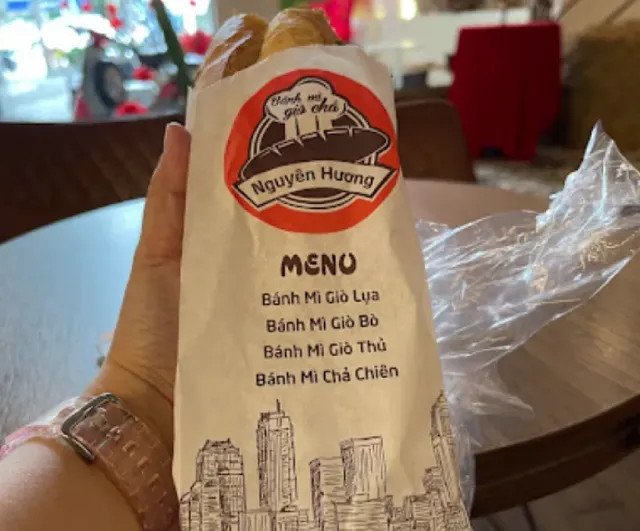 Bánh mì
giò chả
Nguyên Hương
MENU
Bánh Mì Giò Lụa
Bánh Mì Giò Bò
Bánh Mì Giò Thủ
Bánh Mì Chả Chiên